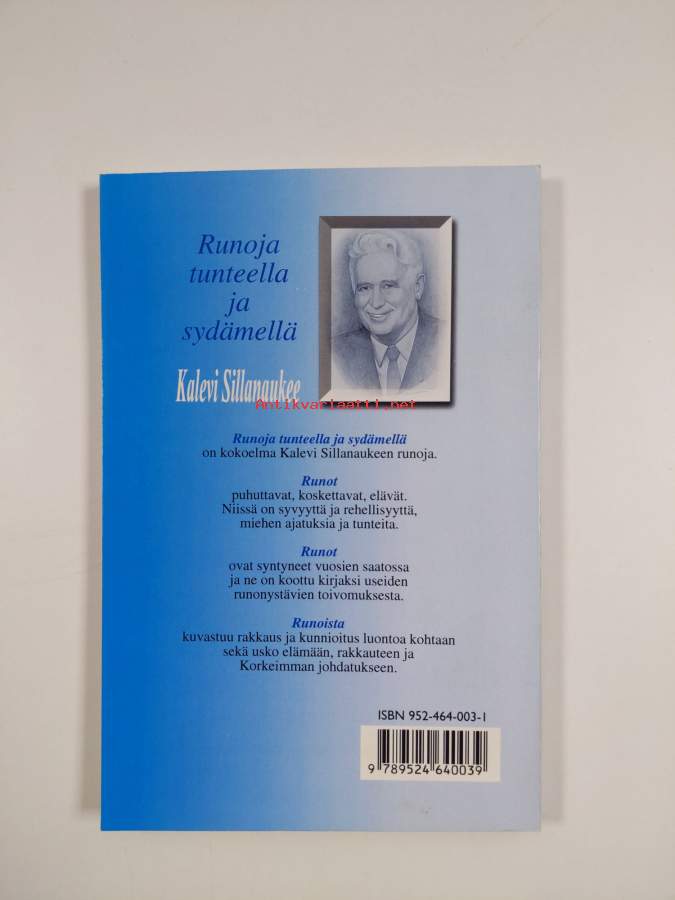 Runoja
tunteella
ja
sydämellä
Kalevi Sillanaukee
Antikvariaatti.net
Runoja tunteella ja sydämellä
on kokoelma Kalevi Sillanaukeen runoja.
Runot
puhuttavat, koskettavat, elävät.
Niissä on syvyyttä ja rehellisyyttä,
miehen ajatuksia ja tunteita.
Runot
ovat syntyneet vuosien saatossa
ja ne on koottu kirjaksi useiden
runonystävien toivomuksesta.
Runoista
kuvastuu rakkaus ja kunnioitus luontoa kohtaan
sekä usko elämään, rakkauteen ja
Korkeimman johdatukseen.
ISBN 952-464-003-1
9 789524 640039